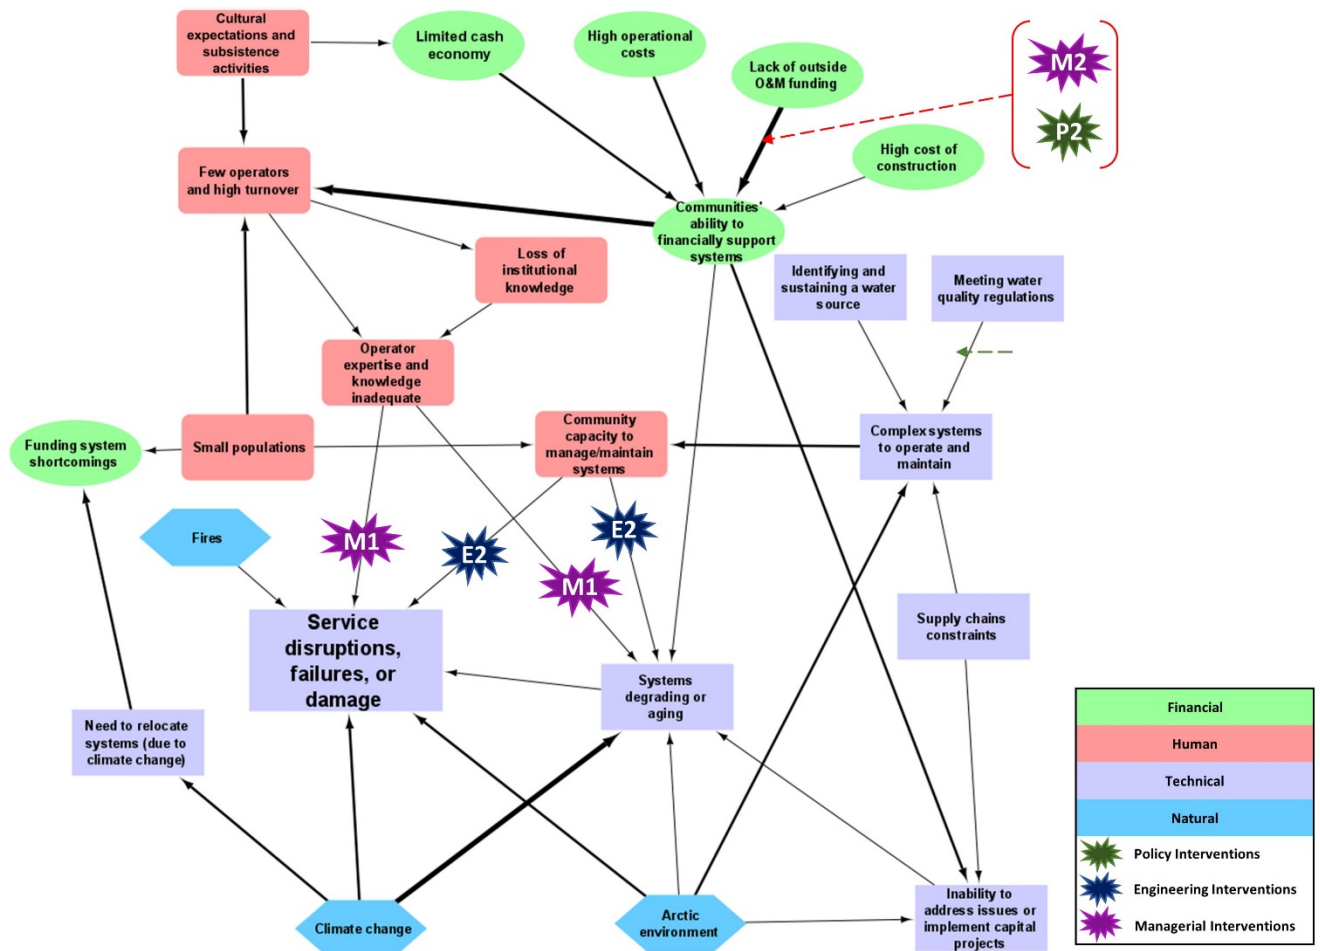 Cultural
expectations and
subsistence
activities
Limited cash
economy
High operational
costs
Lack of outside
O&M funding
M2
P2
High cost of
construction
Few operators
and high turnover
Communities'
ability to
financially support
systems
Loss of
institutional
knowledge
Identifying and
sustaining a water
source
Meeting water
quality regulations
Operator
expertise and
knowledge
inadequate
Funding system
shortcomings
Small populations
Community
capacity to
manage/maintain
systems
Complex systems
to operate and
maintain
Fires
M1
E2
E2
M1
Service
disruptions,
failures, or
damage
Supply chains
constraints
Systems
degrading or
aging
Need to relocate
systems (due to
climate change)
Climate change
Arctic
environment
Inability to
address issues or
implement capital
projects
Financial
Human
Technical
Natural
Policy Interventions
Engineering Interventions
Managerial Interventions